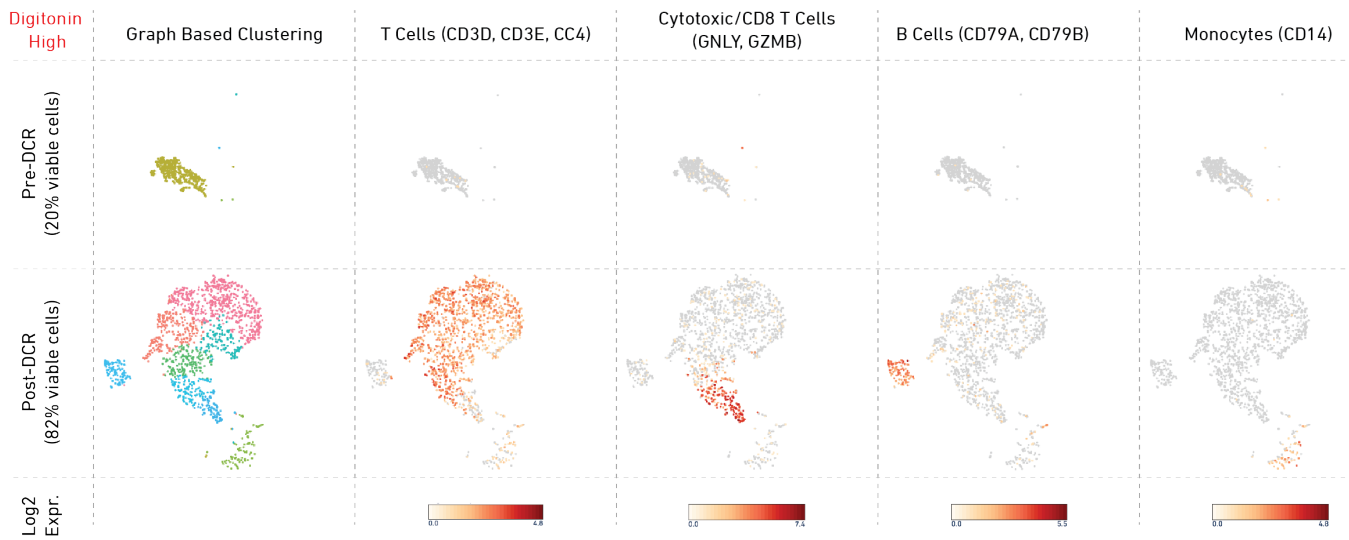 Digitonin
High
Graph Based Clustering
T Cells (CD3D, CD3E, CC4)
Cytotoxic/CD8 T Cells
(GNLY, GZMB)
B Cells (CD79A, CD79B)
Monocytes (CD14)
Pre-DCR
(20% viable cells)
Post-DCR
(82% viable cells)
Log2
Expr.
0.0 4.8
0.0 7.4
0.0 5.5
0.0 4.8